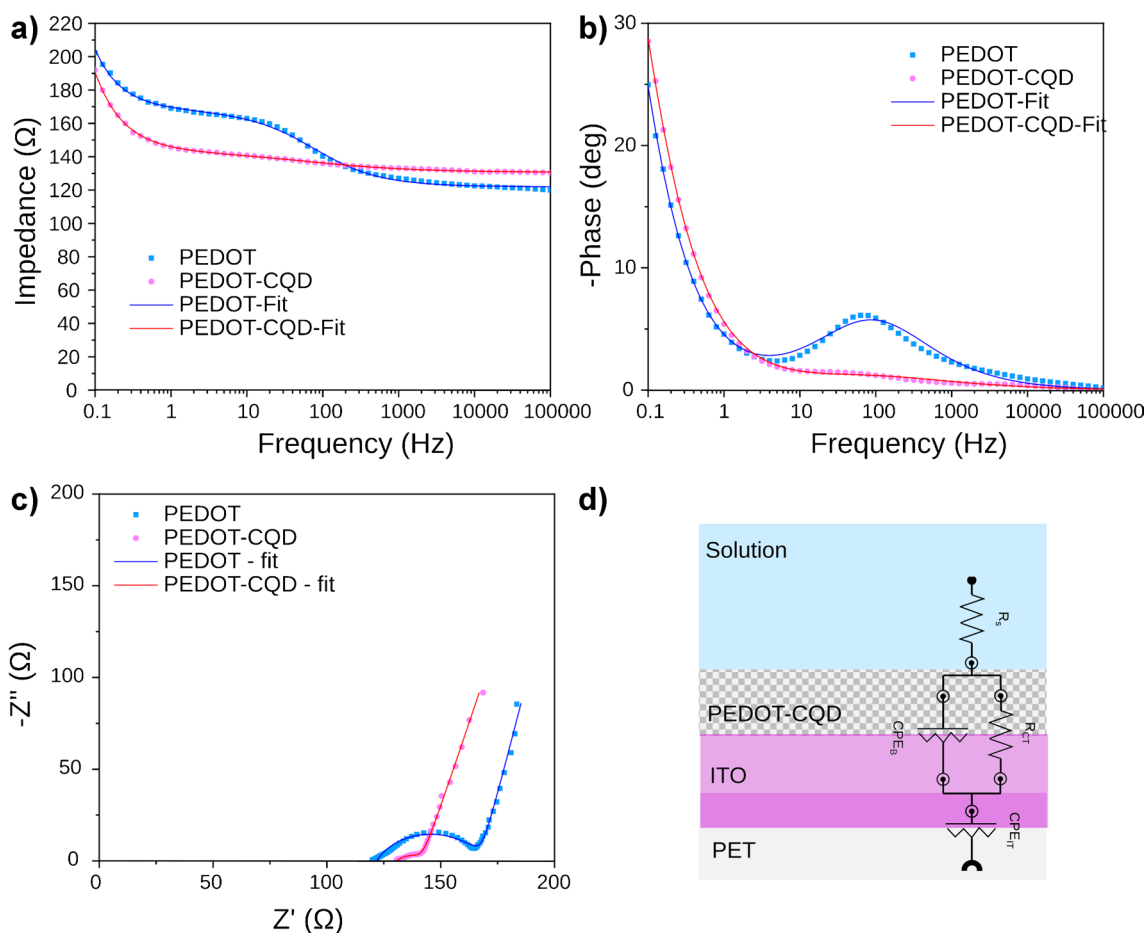 a)
220
200
180
160
140
120
100
80
60
40
20
0
Impedance (Ω)
PEDOT
PEDOT-CQD
PEDOT-Fit
PEDOT-CQD-Fit
0.1 1 10 100 1000 10000 100000
Frequency (Hz)
b)
30
20
10
0
-Phase (deg)
PEDOT
PEDOT-CQD
PEDOT-Fit
PEDOT-CQD-Fit
0.1 1 10 100 1000 10000 100000
Frequency (Hz)
c)
200
150
100
50
0
-Z'' (Ω)
PEDOT
PEDOT-CQD
PEDOT - fit
PEDOT-CQD - fit
0 50 100 150 200
Z' (Ω)
d)
Solution
Rs
PEDOT-CQD
CPEB
RCT
ITO
CPEIT
PET